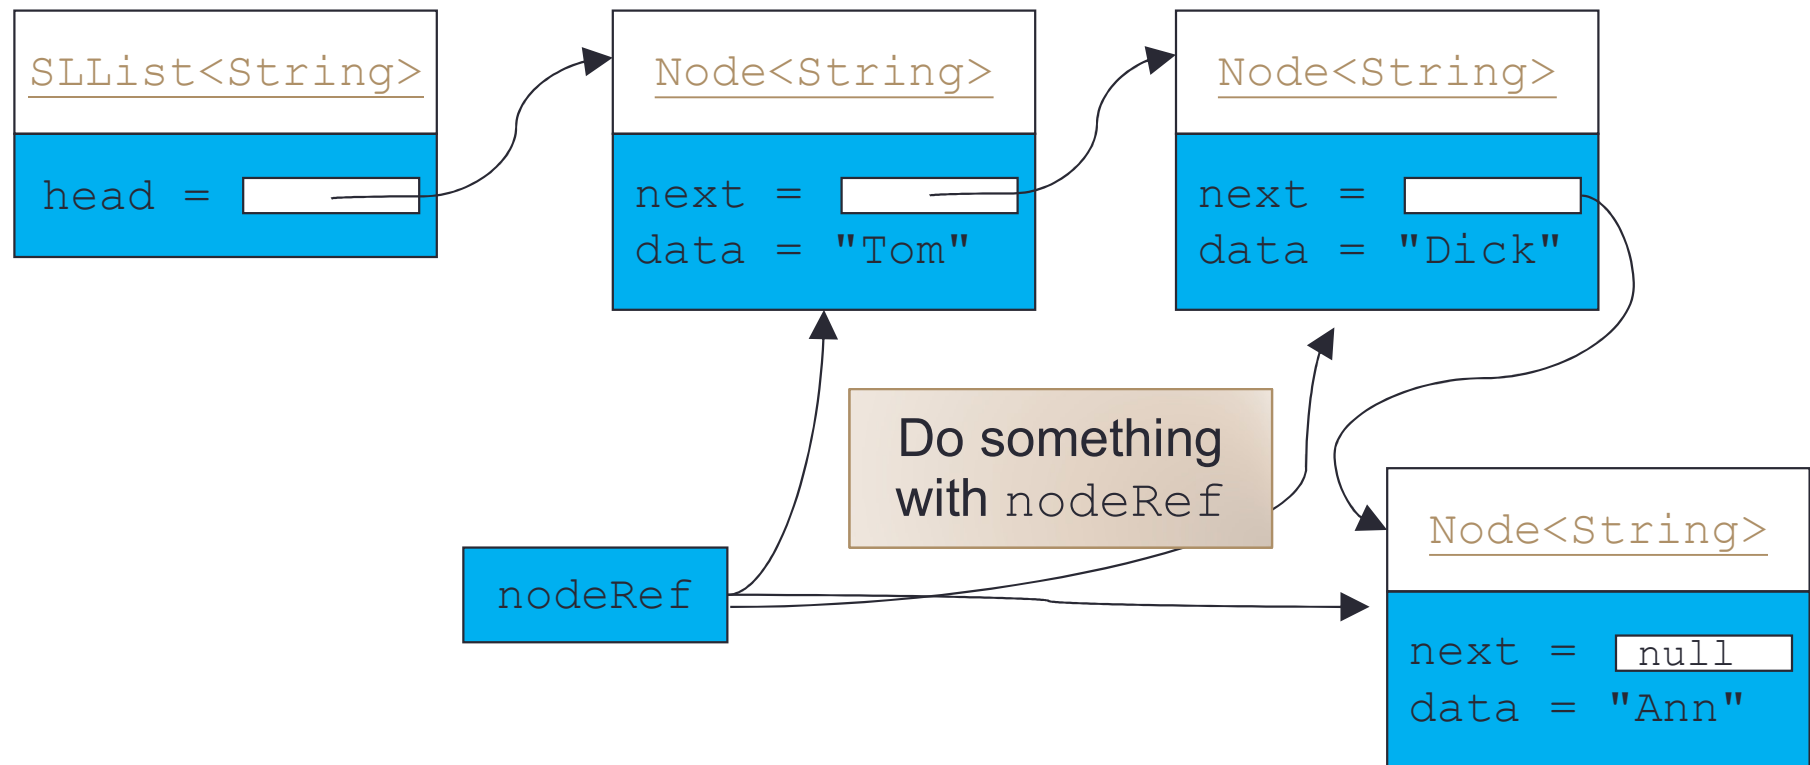 SLList<String>
head =
Node<String>
next =
data = "Tom"
Node<String>
next =
data = "Dick"
Do something
with nodeRef
nodeRef
Node<String>
next = null
data = "Ann"